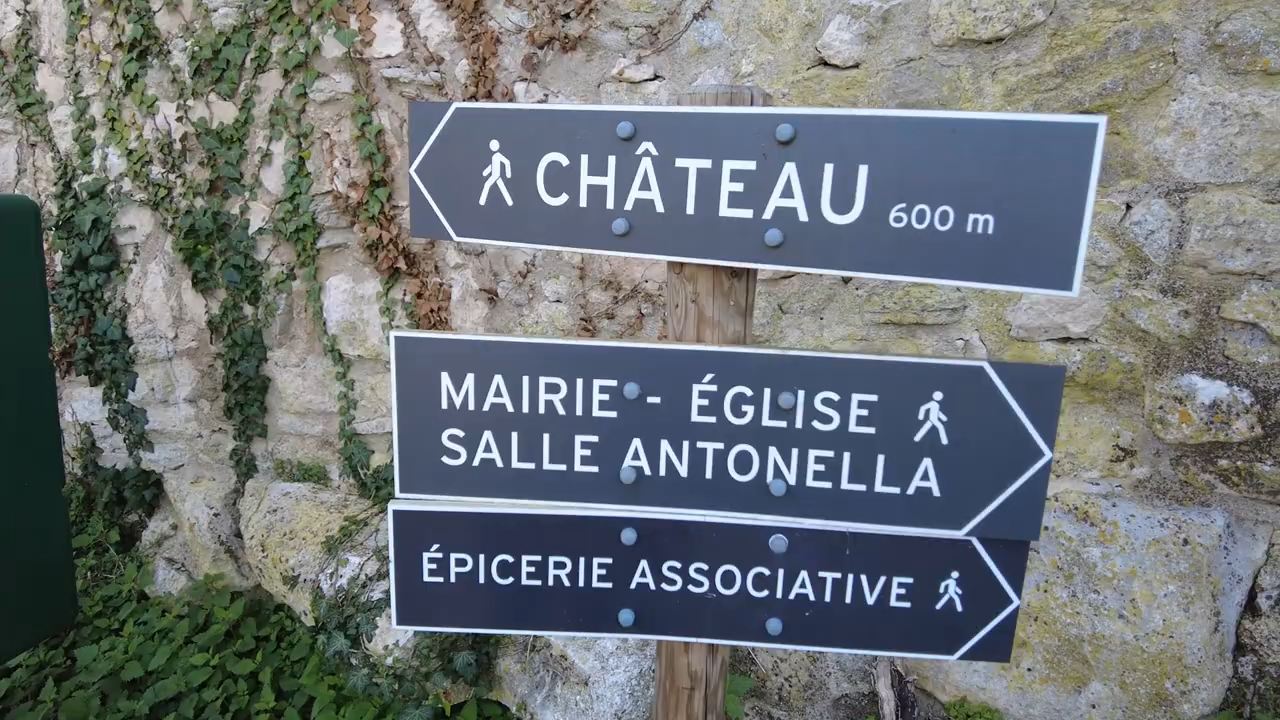 CHÂTEAU 600 m
MAIRIE - ÉGLISE
SALLE ANTONELLA
ÉPICERIE ASSOCIATIVE